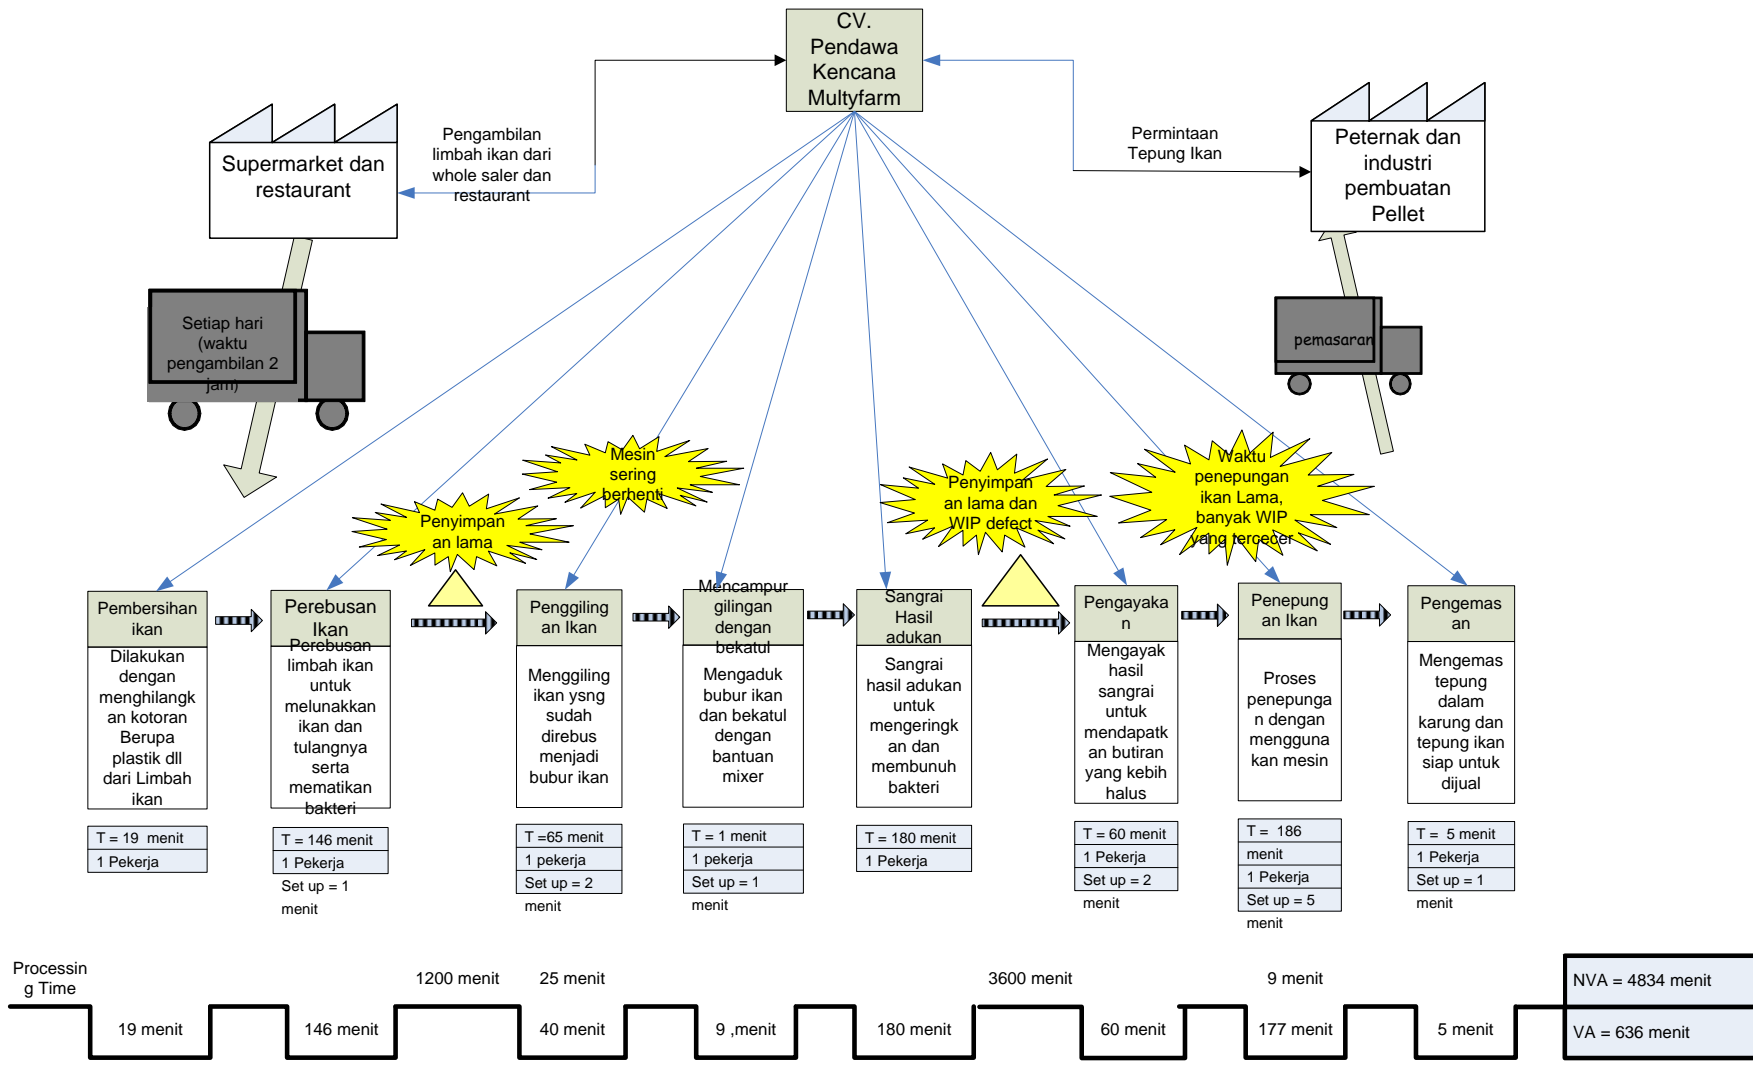 CV.
Pendawa
Kencana
Multyfarm
Supermarket dan
restaurant
Pengambilan
limbah ikan dari
whole saler dan
restaurant
Permintaan
Tepung Ikan
Peternak dan
industri
pembuatan
Pellet
Setiap hari
(waktu
pengambilan 2
jam)
pemasaran
Penyimpan
an lama
Mesin
sering
berhenti
Penyimpan
an lama dan
WIP defect
Waktu
penepungan
ikan Lama,
banyak WIP
yang tercecer
Pembersihan
ikan
Dilakukan
dengan
menghilangk
an kotoran
Berupa
plastik dll
dari Limbah
ikan
T = 19 menit
1 Pekerja
Perebusan
Ikan
Perebusan
limbah ikan
untuk
melunakkan
ikan dan
tulangnya
serta
mematikan
bakteri
T = 146 menit
1 Pekerja
Set up = 1
menit
Penggiling
an Ikan
Menggiling
ikan ysng
sudah
direbus
menjadi
bubur ikan
T =65 menit
1 pekerja
Set up = 2
menit
Mencampur
gilingan
dengan
bekatul
Mengaduk
bubur ikan
dan bekatul
dengan
bantuan
mixer
T = 1 menit
1 pekerja
Set up = 1
menit
Sangrai
Hasil
adukan
Sangrai
hasil adukan
untuk
mengeringk
an dan
membunuh
bakteri
T = 180 menit
1 Pekerja
Pengayaka
n
Mengayak
hasil
sangrai
untuk
mendapatk
an butiran
yang kebih
halus
T = 60 menit
1 Pekerja
Set up = 2
menit
Penepung
an Ikan
Proses
penepunga
n dengan
mengguna
kan mesin
T = 186
menit
1 Pekerja
Set up = 5
menit
Pengemas
an
Mengemas
tepung
dalam
karung dan
tepung ikan
siap untuk
dijual
T = 5 menit
1 Pekerja
Set up = 1
menit
Processin
g Time
1200 menit
25 menit
3600 menit
9 menit
NVA = 4834 menit
19 menit
146 menit
40 menit
9 ,menit
180 menit
60 menit
177 menit
5 menit
VA = 636 menit